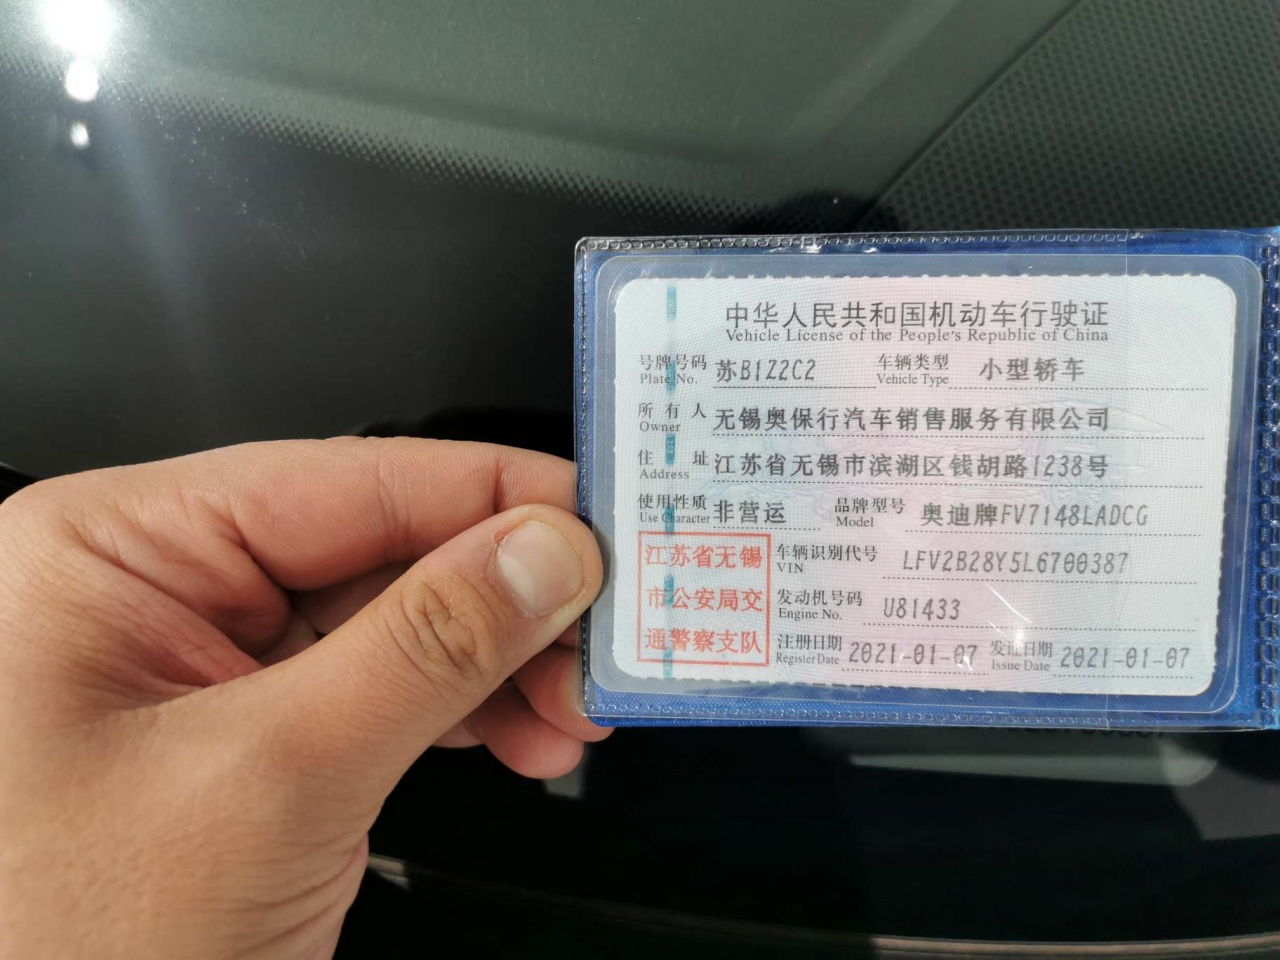 中华人民共和国机动车行驶证
Vehicle License of the People's Republic of China
号牌号码 苏B1Z2C2 车辆类型 小型轿车
Plate No. Vehicle Type
所有人 无锡奥保行汽车销售服务有限公司
Owner
住址 江苏省无锡市滨湖区钱胡路1238号
Address
使用性质 非营运 品牌型号 奥迪牌FV7148LADCG
Use Character Model
江苏省无锡
市公安局交
通警察支队
车辆识别代号 LFV2B28Y5L6700387
VIN
发动机号码 U81433
Engine No.
注册日期 2021-01-07 发证日期 2021-01-07
Register Date Issue Date